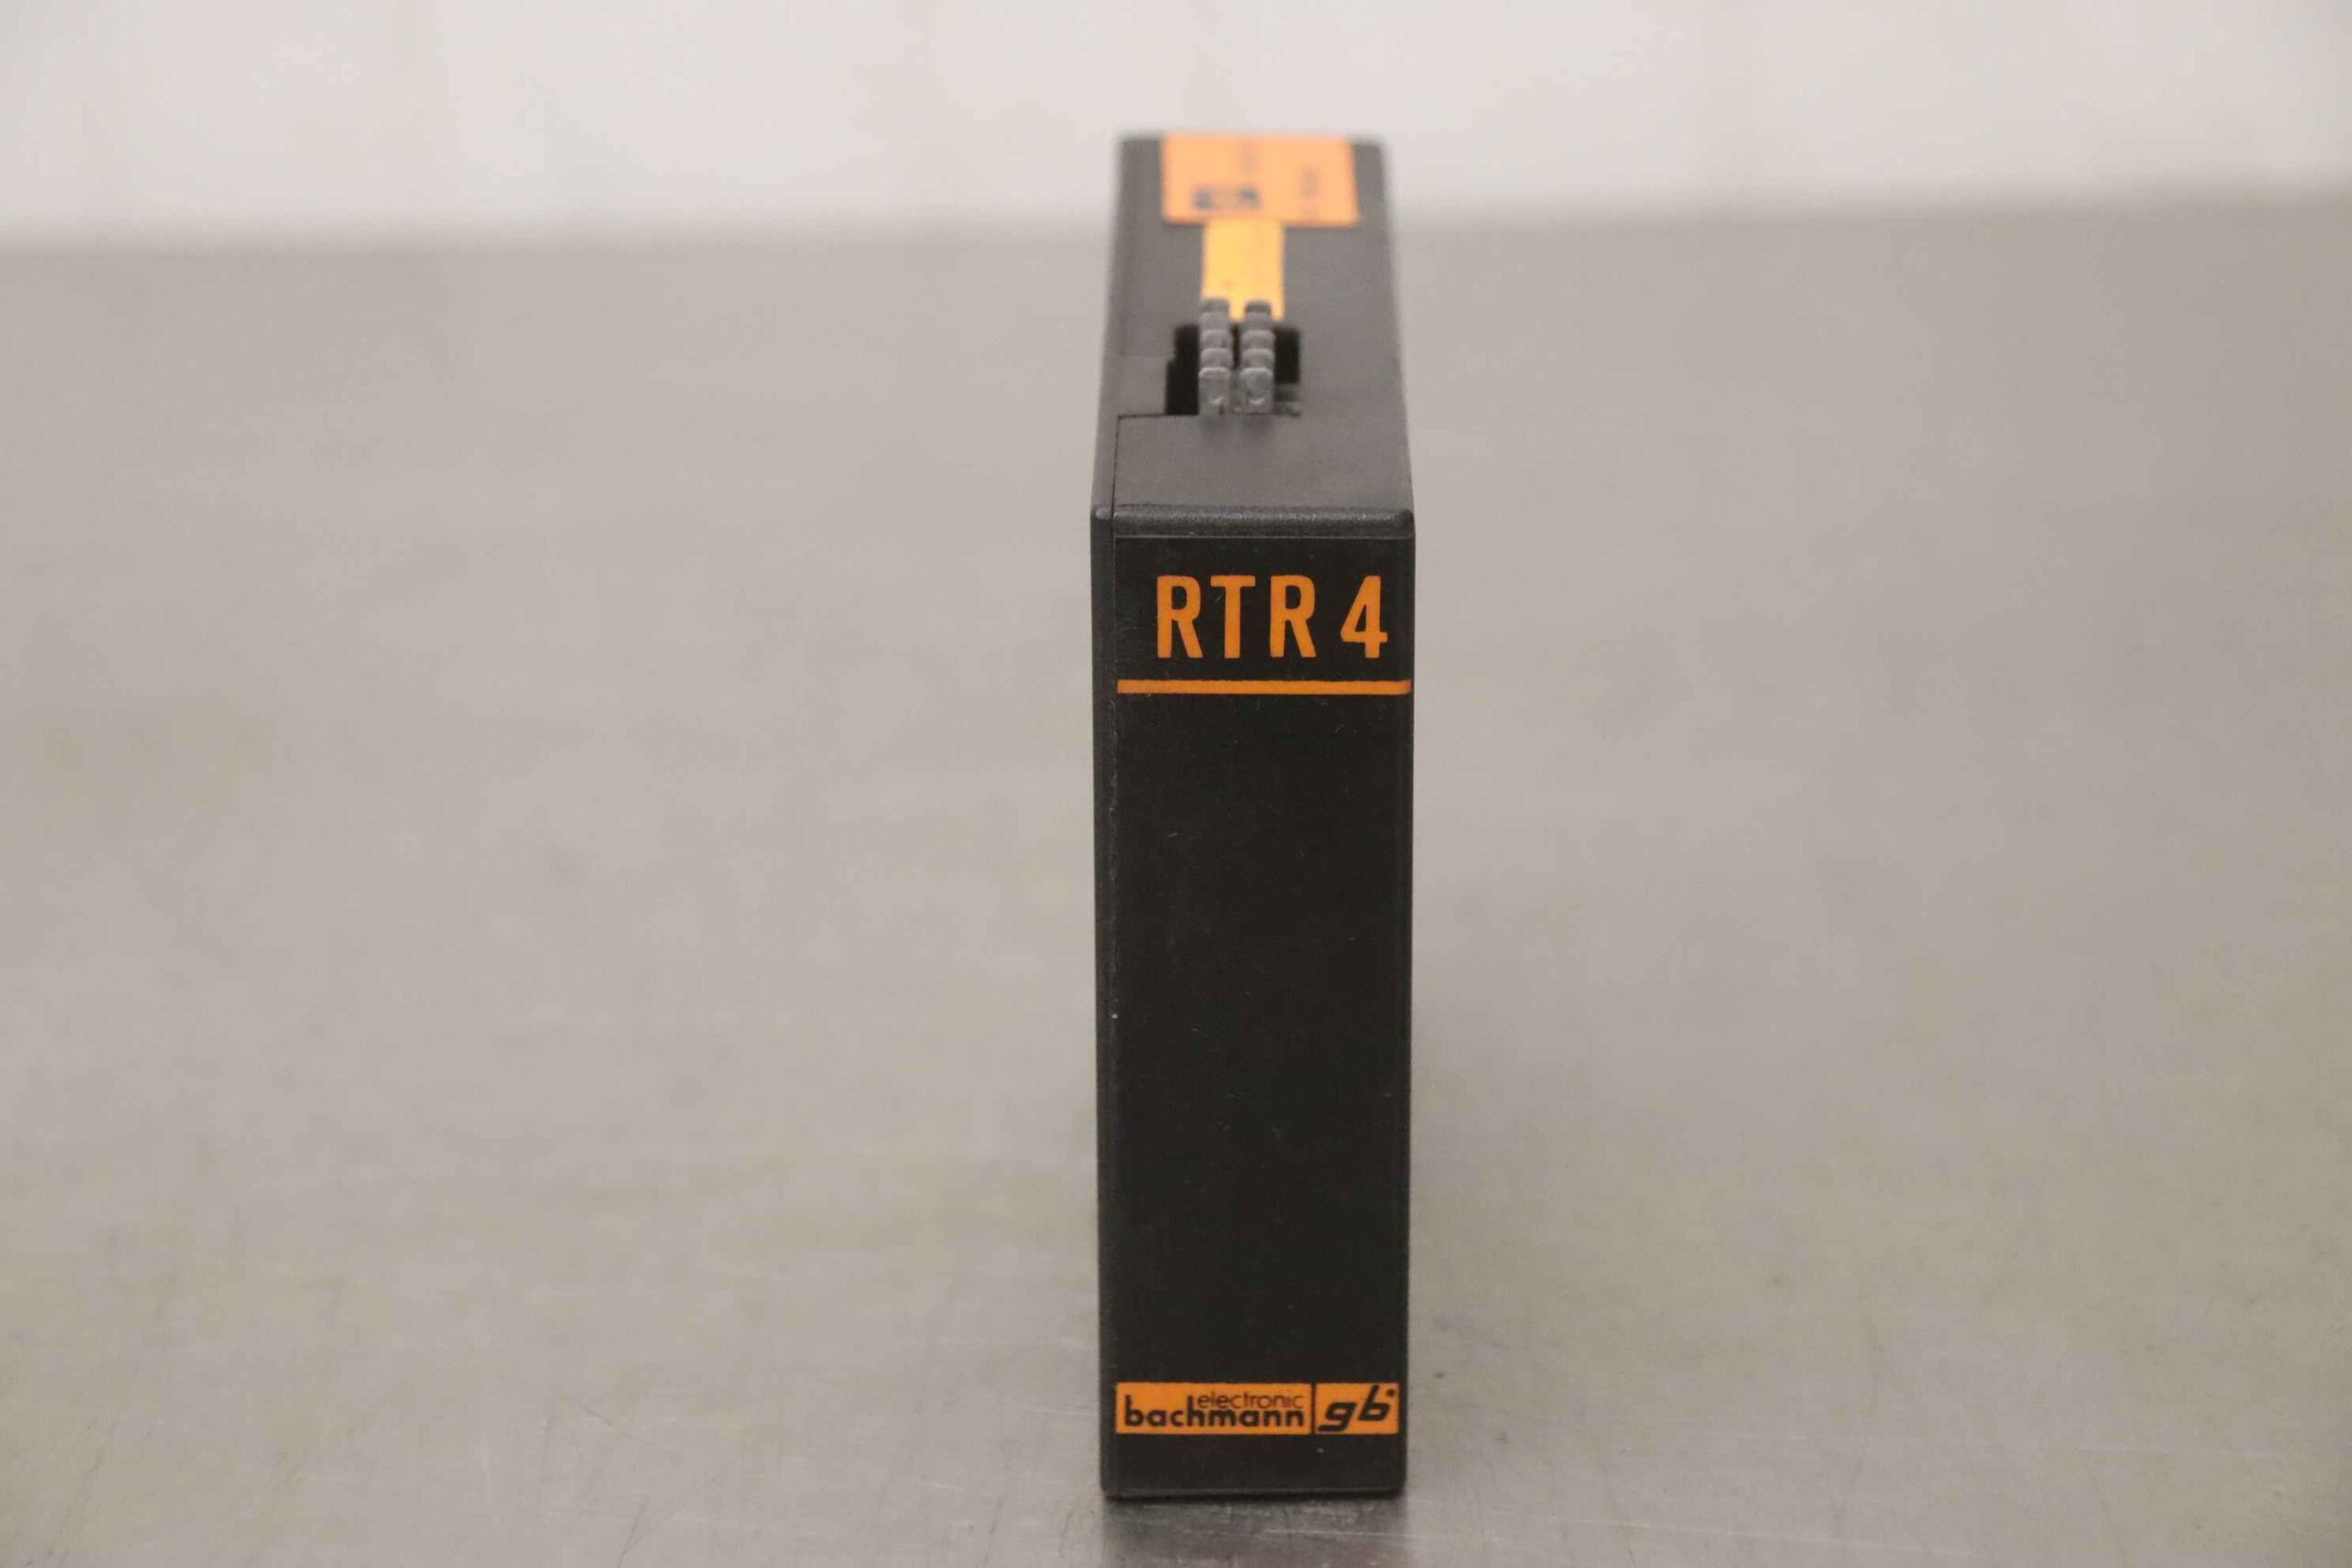 RTR 4
electronic
bachmann gb